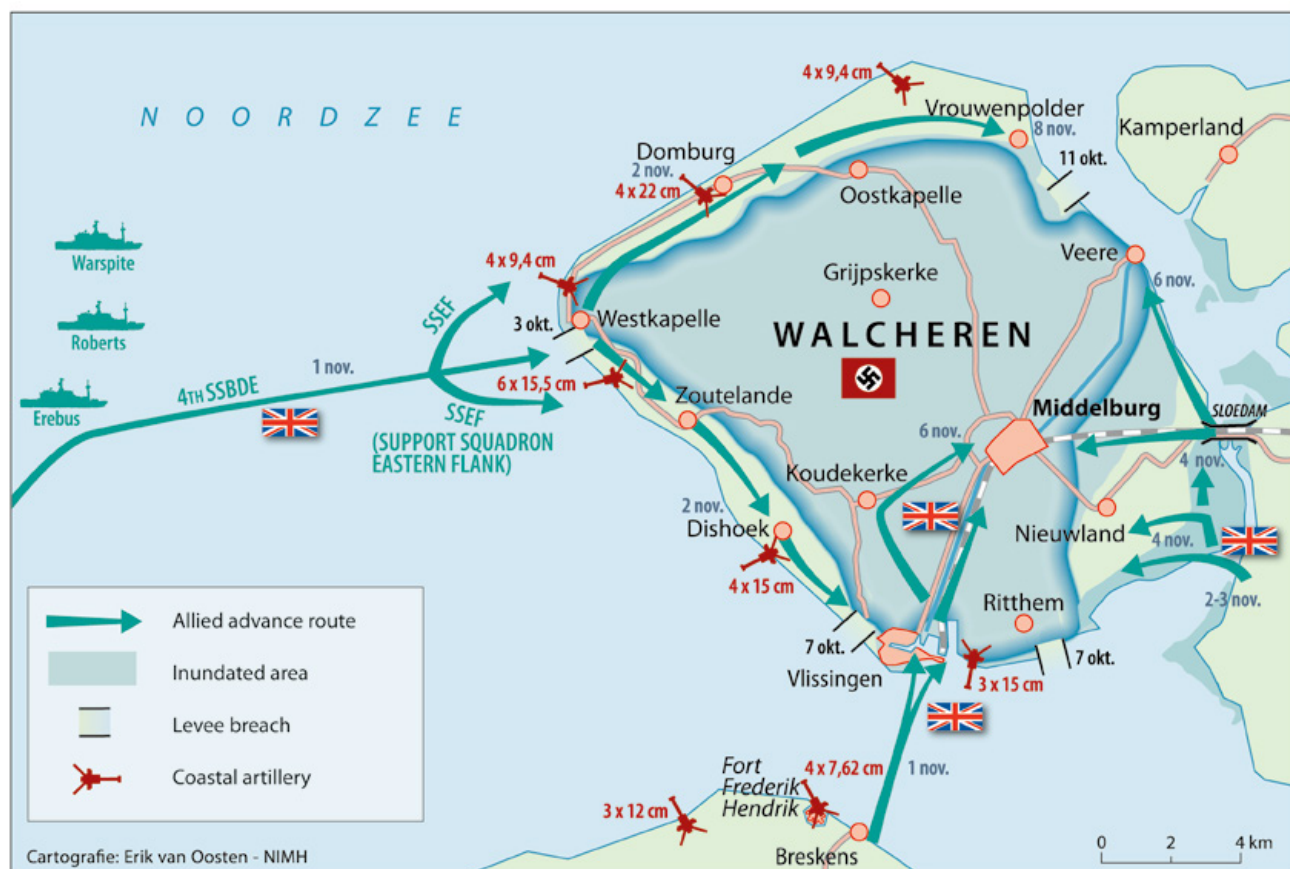 NOORDZEE
4 x 9,4 cm
Vrouwenpolder
8 nov.
Kamperland
Domburg
2 nov.
4 x 22 cm
Oostkapelle
11 okt.
Warspite
4 x 9,4 cm
SSEF
Grijpskerke
Veere
6 nov.
Roberts
3 okt.
Westkapelle
WALCHEREN
1 nov.
6 x 15,5 cm
4TH SSBDE
Erebus
SSEF
(SUPPORT SQUADRON
EASTERN FLANK)
Zoutelande
Middelburg
SLOEDAM
6 nov.
Koudekerke
4 nov.
2 nov.
Dishoek
Nieuwland
4 nov.
4 x 15 cm
Ritthem
2-3 nov.
7 okt.
7 okt.
Vlissingen
3 x 15 cm
Allied advance route
Inundated area
Levee breach
Coastal artillery
Fort
Frederik
Hendrik
4 x 7,62 cm
1 nov.
3 x 12 cm
Breskens
0 2 4 km
Cartografie: Erik van Oosten - NIMH